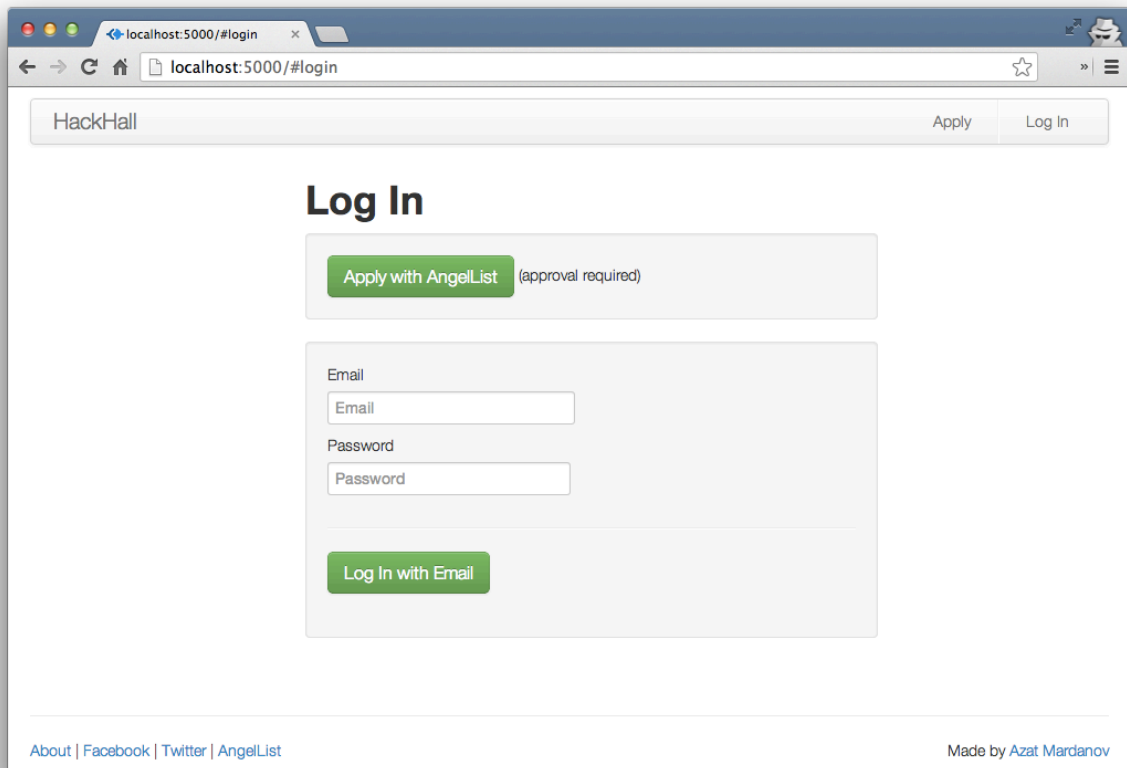 localhost:5000/#login
localhost:5000/#login
HackHall Apply Log In
Log In
Apply with AngelList (approval required)
Email
Email
Password
Password
Log In with Email
About | Facebook | Twitter | AngelList Made by Azat Mardanov